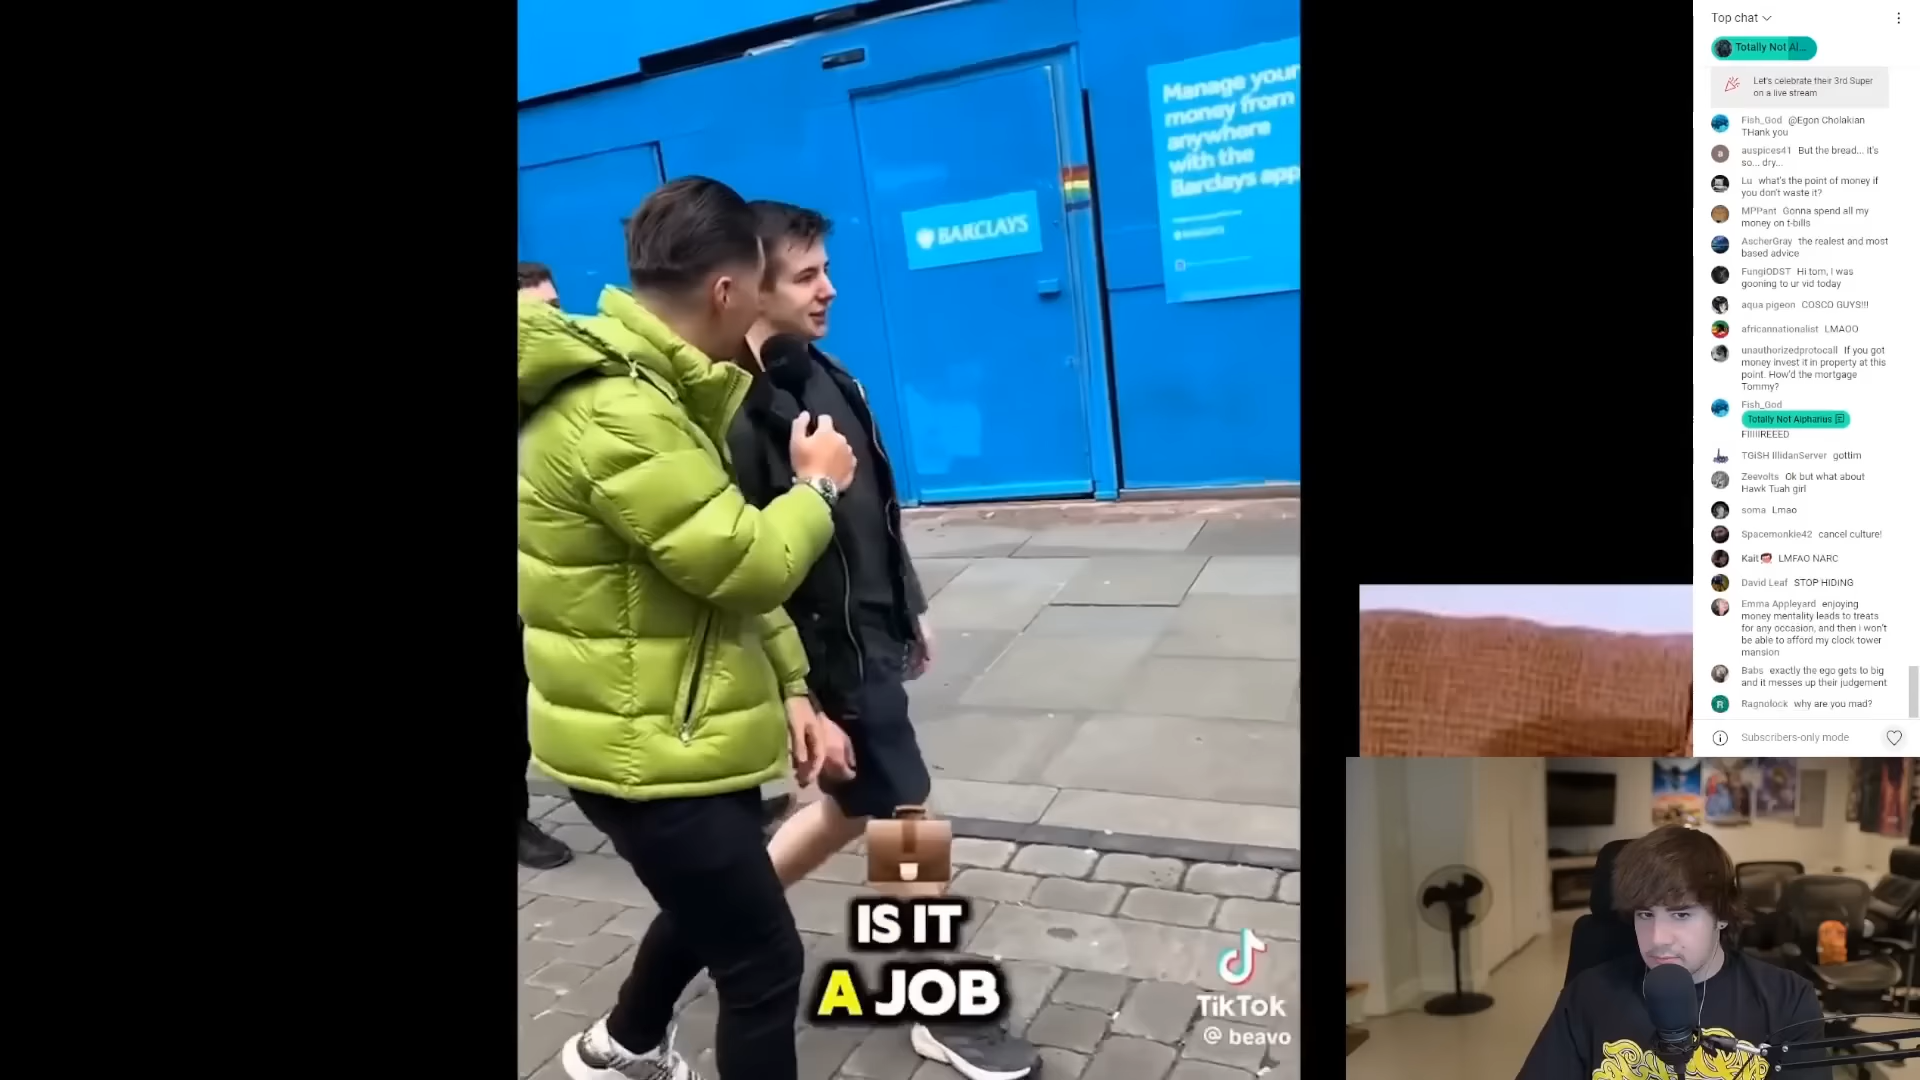 Manage your
money from
anywhere
with the
Barclays app
BARCLAYS
BARCLAYS
IS IT
A JOB
TikTok
@ beavo
Top chat
Totally Not Al...
Let's celebrate their 3rd Super
on a live stream
Fish_God @Egon Cholakian
THank you
a
auspices41 But the bread... it's
so... dry...
Lu what's the point of money if
you don't waste it?
MPPant Gonna spend all my
money on t-bills
AscherGray the realest and most
based advice
FungiODST Hi tom, I was
gooning to ur vid today
aqua pigeon COSCO GUYS!!!
africannationalist LMAOO
unauthorizedprotocall If you got
money invest it in property at this
point. How'd the mortgage
Tommy?
Fish_God
Totally Not Alpharius
FIIIIIREEED
TGiSH IllidanServer gottim
Zeevolts Ok but what about
Hawk Tuah girl
soma Lmao
Spacemonkie42 cancel culture!
Kait LMFAO NARC
David Leaf STOP HIDING
Emma Appleyard enjoying
money mentality leads to treats
for any occasion, and then i won't
be able to afford my clock tower
mansion
Babs exactly the ego gets to big
and it messes up their judgement
R
Ragnolock why are you mad?
Subscribers-only mode